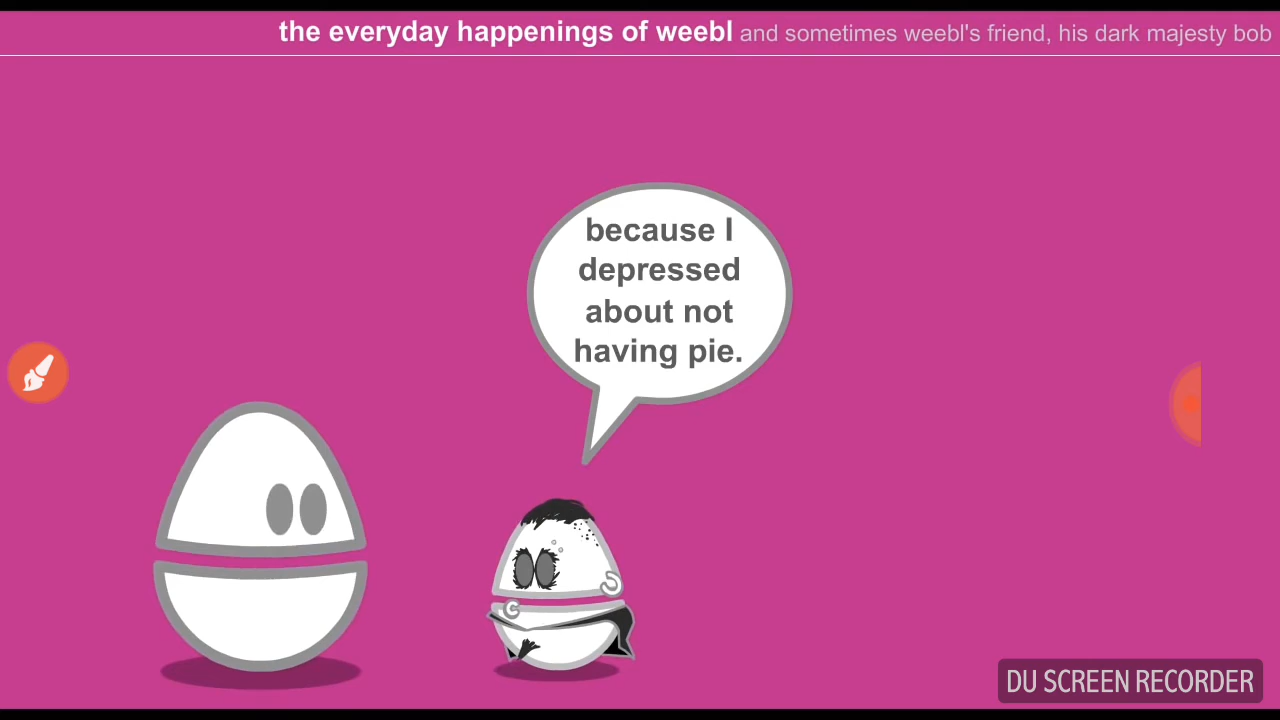 the everyday happenings of weebl and sometimes weebl's friend, his dark majesty bob
because I
depressed
about not
having pie.
DU SCREEN RECORDER